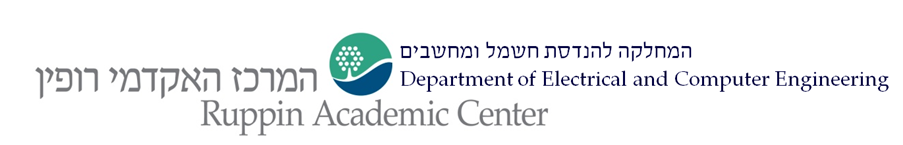 המחלקה להנדסת חשמל ומחשבים
Department of Electrical and Computer Engineering
המרכז האקדמי רופין
Ruppin Academic Center